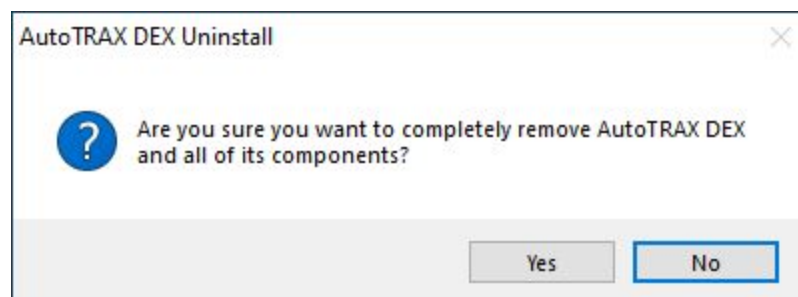 AutoTRAX DEX Uninstall
Are you sure you want to completely remove AutoTRAX DEX
and all of its components?
Yes No